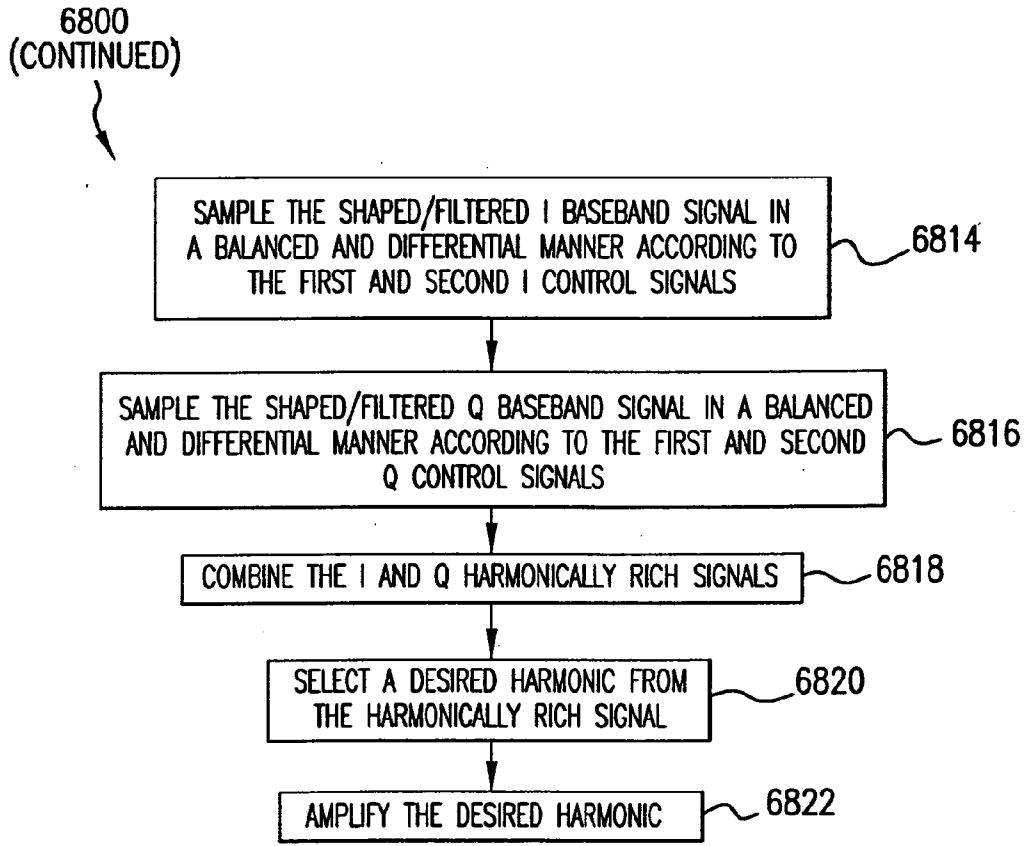 6800
(CONTINUED)
SAMPLE THE SHAPED/FILTERED I BASEBAND SIGNAL IN
A BALANCED AND DIFFERENTIAL MANNER ACCORDING TO
THE FIRST AND SECOND I CONTROL SIGNALS
6814
SAMPLE THE SHAPED/FILTERED Q BASEBAND SIGNAL IN A BALANCED
AND DIFFERENTIAL MANNER ACCORDING TO THE FIRST AND SECOND
Q CONTROL SIGNALS
6816
COMBINE THE I AND Q HARMONICALLY RICH SIGNALS
6818
SELECT A DESIRED HARMONIC FROM
THE HARMONICALLY RICH SIGNAL
6820
AMPLIFY THE DESIRED HARMONIC
6822